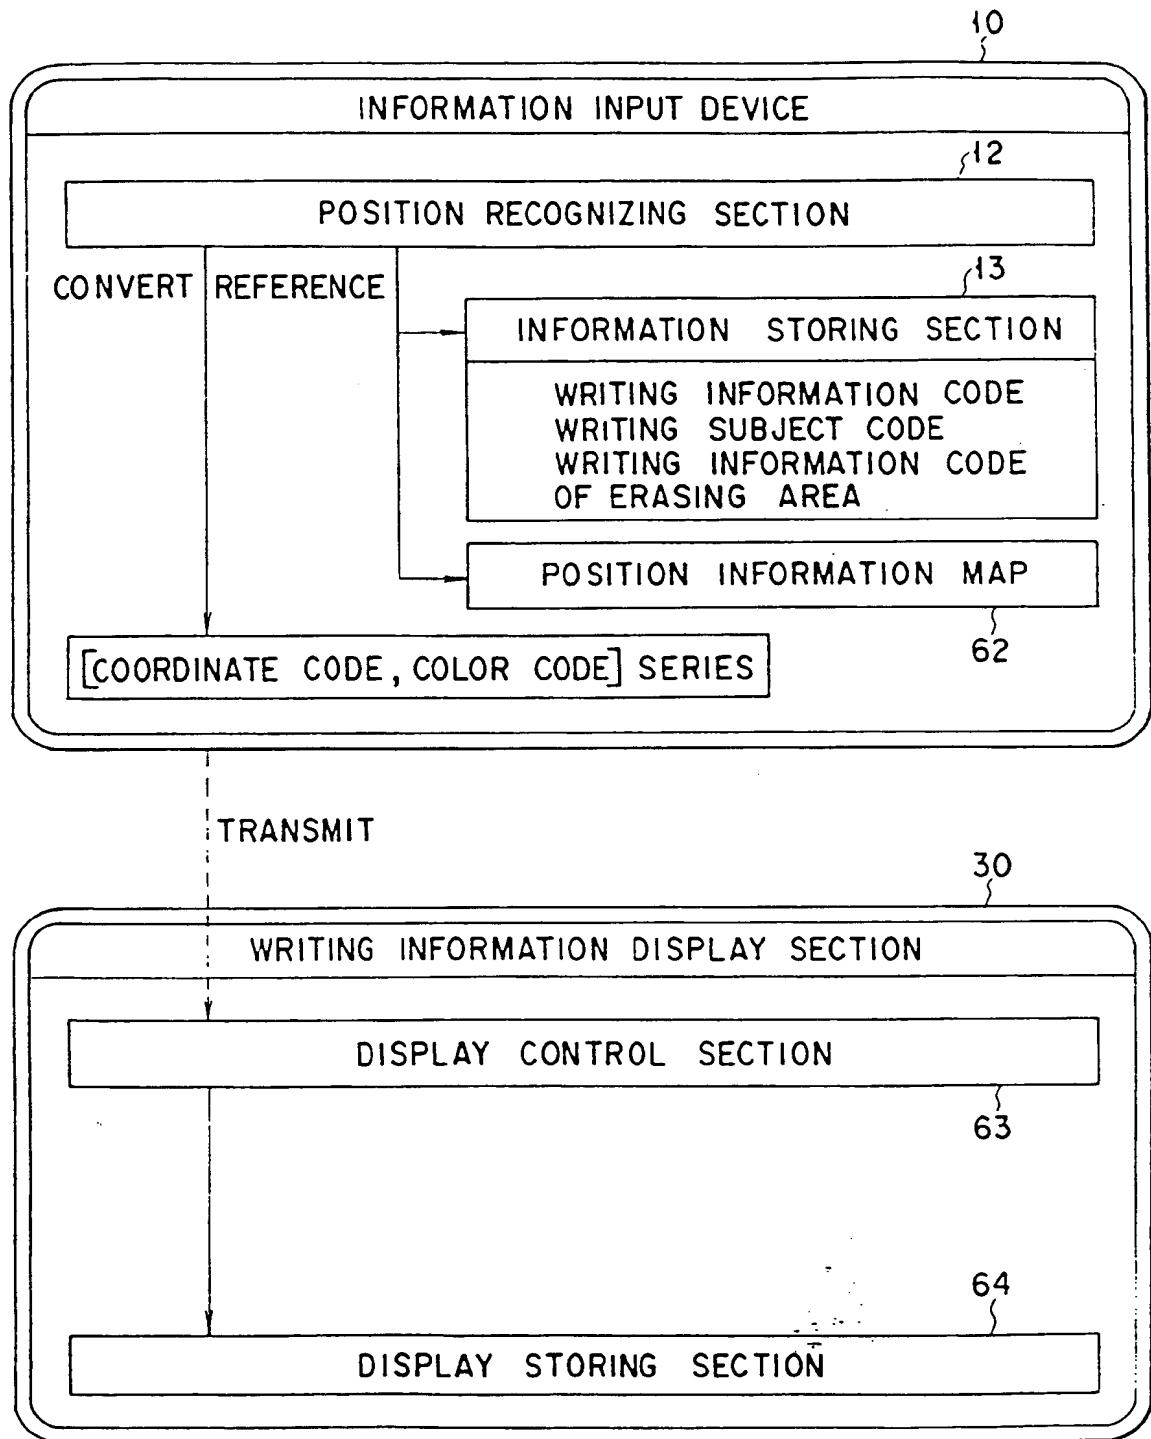 10
INFORMATION INPUT DEVICE
12
POSITION RECOGNIZING SECTION
CONVERT
REFERENCE
13
INFORMATION STORING SECTION
WRITING INFORMATION CODE
WRITING SUBJECT CODE
WRITING INFORMATION CODE
OF ERASING AREA
POSITION INFORMATION MAP
62
[COORDINATE CODE, COLOR CODE] SERIES
TRANSMIT
30
WRITING INFORMATION DISPLAY SECTION
DISPLAY CONTROL SECTION
63
64
DISPLAY STORING SECTION